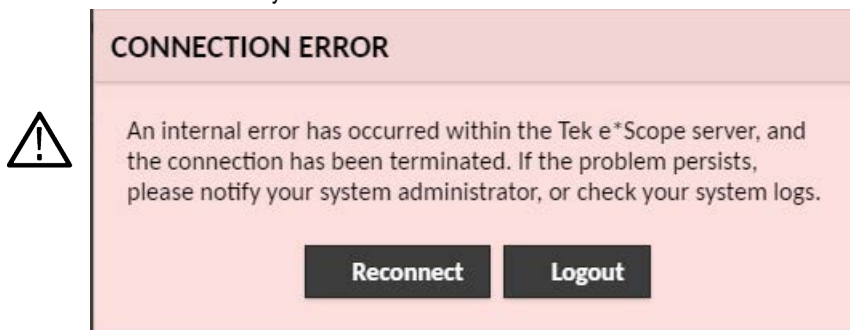 CONNECTION ERROR
An internal error has occurred within the Tek e*Scope server, and
the connection has been terminated. If the problem persists,
please notify your system administrator, or check your system logs.
Reconnect Logout